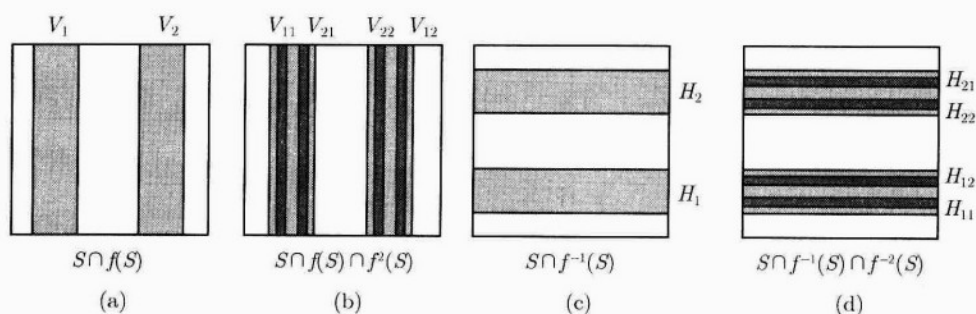 V₁ V₂ V₁₁ V₂₁ V₂₂ V₁₂
H₂ H₁
H₂₁ H₂₂ H₁₂ H₁₁
S∩f(S) S∩f(S)∩f²(S) S∩f⁻¹(S) S∩f⁻¹(S)∩f⁻²(S)
(a) (b) (c) (d)